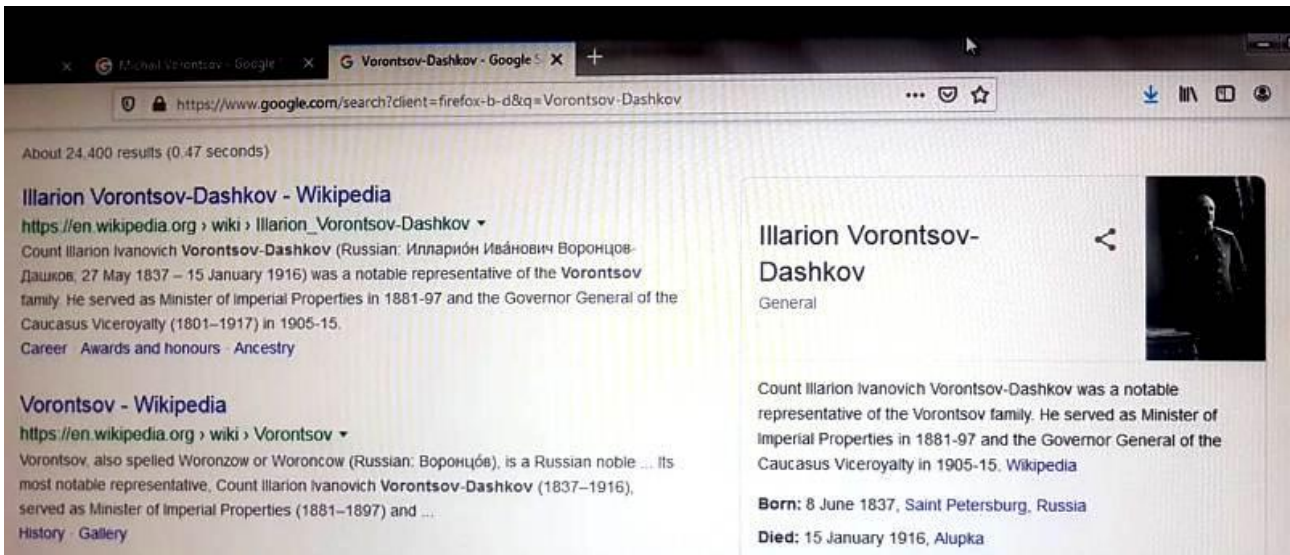 Michail Vorontsov - Google
Vorontsov-Dashkov - Google S
https://www.google.com/search?client=firefox-b-d&q=Vorontsov-Dashkov
About 24,400 results (0.47 seconds)
Illarion Vorontsov-Dashkov - Wikipedia
https://en.wikipedia.org › wiki › Illarion_Vorontsov-Dashkov
Count Illarion Ivanovich Vorontsov-Dashkov (Russian: Илларио́н Ива́нович Воронцов-
Дашков, 27 May 1837 – 15 January 1916) was a notable representative of the Vorontsov
family. He served as Minister of Imperial Properties in 1881-97 and the Governor General of the
Caucasus Viceroyalty (1801–1917) in 1905-15.
Career · Awards and honours · Ancestry
Vorontsov - Wikipedia
https://en.wikipedia.org › wiki › Vorontsov
Vorontsov, also spelled Woronzow or Woroncow (Russian: Воронцо́в), is a Russian noble ... Its
most notable representative, Count Illarion Ivanovich Vorontsov-Dashkov (1837–1916),
served as Minister of Imperial Properties (1881–1897) and ...
History · Gallery
Illarion Vorontsov-
Dashkov
General
Count Illarion Ivanovich Vorontsov-Dashkov was a notable
representative of the Vorontsov family. He served as Minister of
Imperial Properties in 1881-97 and the Governor General of the
Caucasus Viceroyalty in 1905-15. Wikipedia
Born: 8 June 1837, Saint Petersburg, Russia
Died: 15 January 1916, Alupka